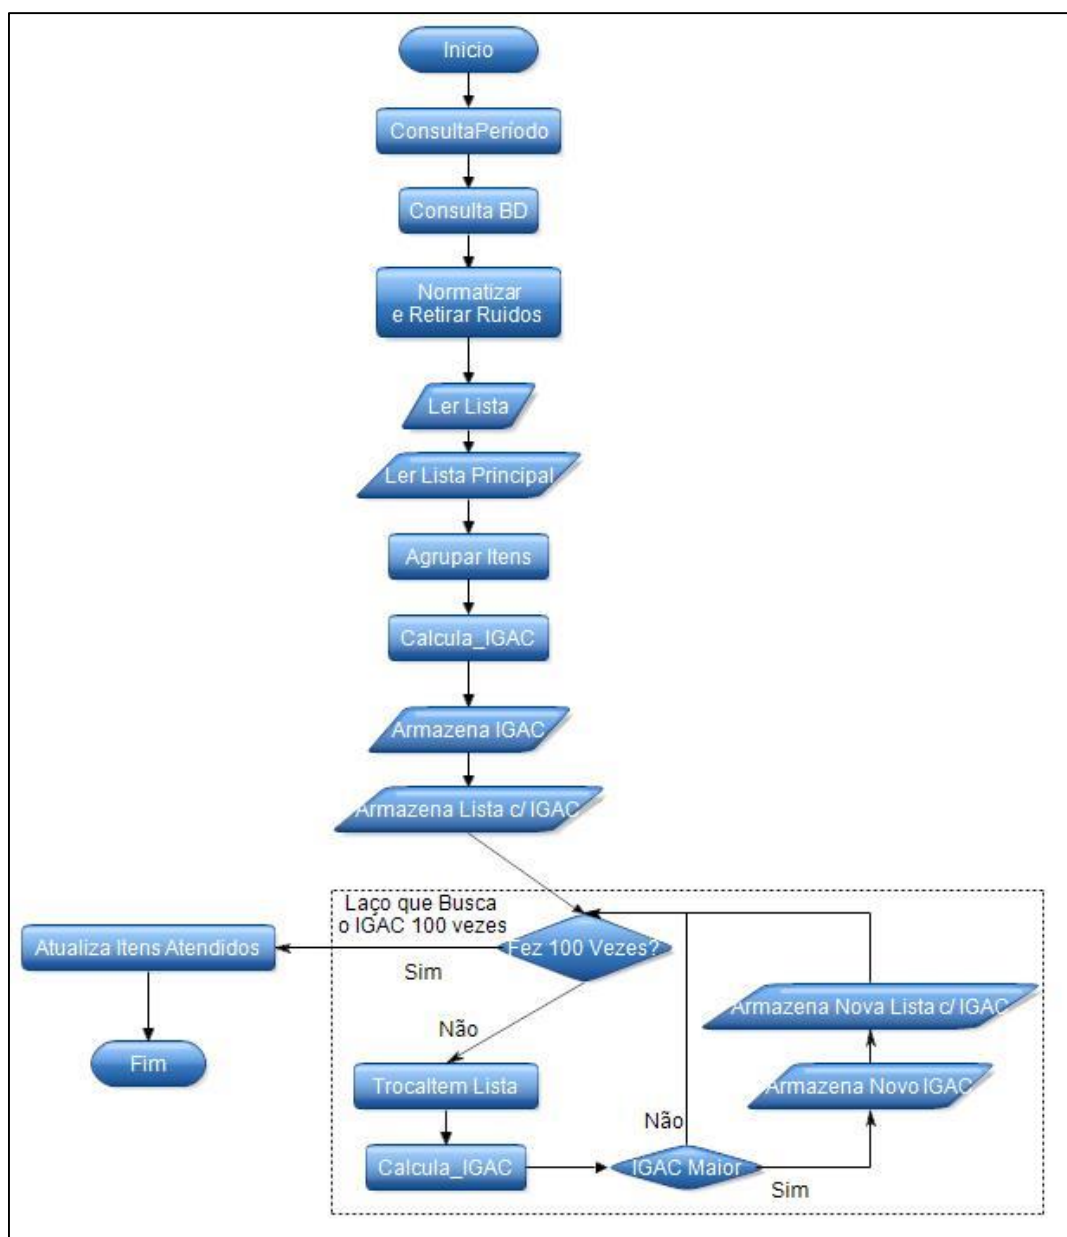 Inicio
ConsultaPeríodo
Consulta BD
Normatizar
e Retirar Ruidos
Ler Lista
Ler Lista Principal
Agrupar Itens
Calcula_IGAC
Armazena IGAC
Armazena Lista c/ IGAC
Laço que Busca
o IGAC 100 vezes
Fez 100 Vezes?
Sim
Atualiza Itens Atendidos
Fim
Não
TrocaItem Lista
Calcula_IGAC
IGAC Maior
Não
Sim
Armazena Novo IGAC
Armazena Nova Lista c/ IGAC